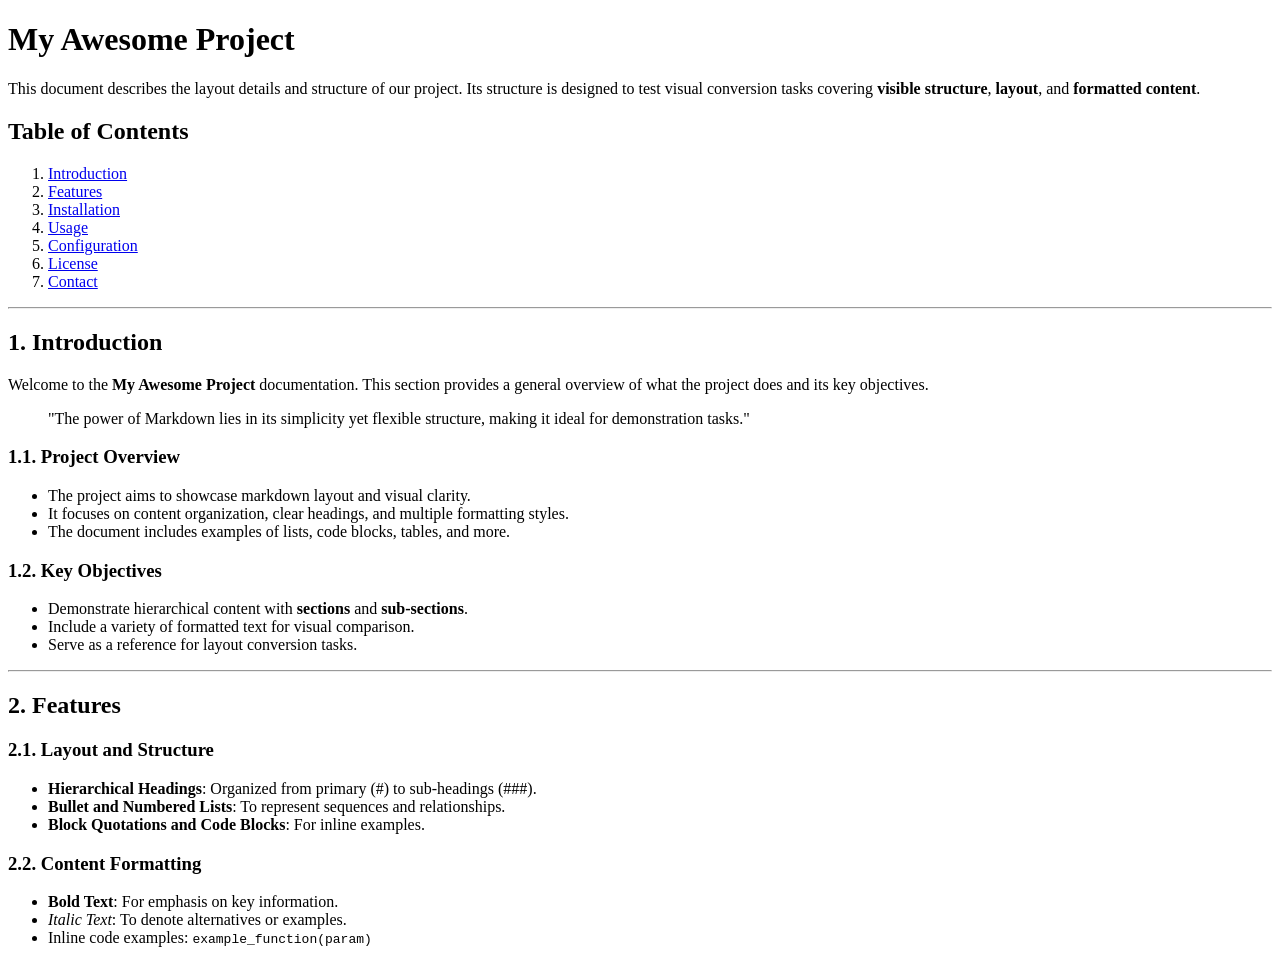 My Awesome Project
This document describes the layout details and structure of our project. Its structure is designed to test visual conversion tasks covering visible structure, layout, and formatted content.
Table of Contents
1. Introduction
2. Features
3. Installation
4. Usage
5. Configuration
6. License
7. Contact
1. Introduction
Welcome to the My Awesome Project documentation. This section provides a general overview of what the project does and its key objectives.
"The power of Markdown lies in its simplicity yet flexible structure, making it ideal for demonstration tasks."
1.1. Project Overview
• The project aims to showcase markdown layout and visual clarity.
• It focuses on content organization, clear headings, and multiple formatting styles.
• The document includes examples of lists, code blocks, tables, and more.
1.2. Key Objectives
• Demonstrate hierarchical content with sections and sub-sections.
• Include a variety of formatted text for visual comparison.
• Serve as a reference for layout conversion tasks.
2. Features
2.1. Layout and Structure
• Hierarchical Headings: Organized from primary (#) to sub-headings (###).
• Bullet and Numbered Lists: To represent sequences and relationships.
• Block Quotations and Code Blocks: For inline examples.
2.2. Content Formatting
• Bold Text: For emphasis on key information.
• Italic Text: To denote alternatives or examples.
• Inline code examples: example_function(param)